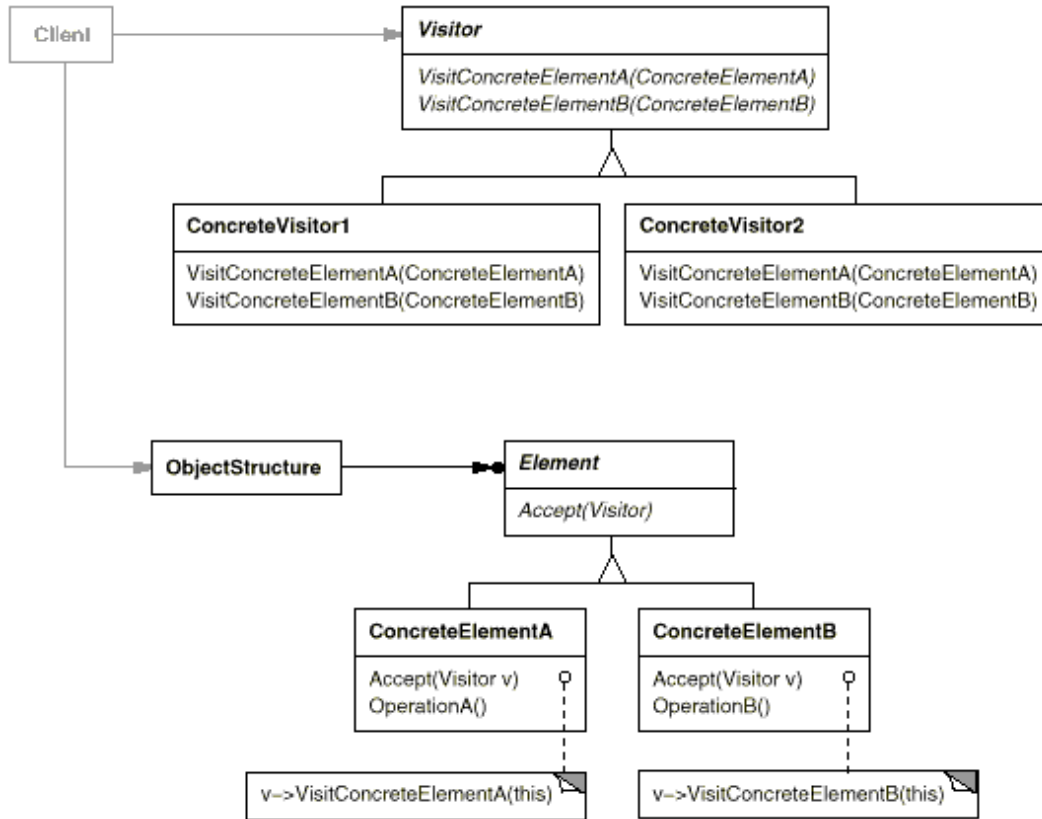 Client
Visitor
VisitConcreteElementA(ConcreteElementA)
VisitConcreteElementB(ConcreteElementB)
ConcreteVisitor1
VisitConcreteElementA(ConcreteElementA)
VisitConcreteElementB(ConcreteElementB)
ConcreteVisitor2
VisitConcreteElementA(ConcreteElementA)
VisitConcreteElementB(ConcreteElementB)
ObjectStructure
Element
Accept(Visitor)
ConcreteElementA
Accept(Visitor v)
OperationA()
ConcreteElementB
Accept(Visitor v)
OperationB()
v->VisitConcreteElementA(this)
v->VisitConcreteElementB(this)